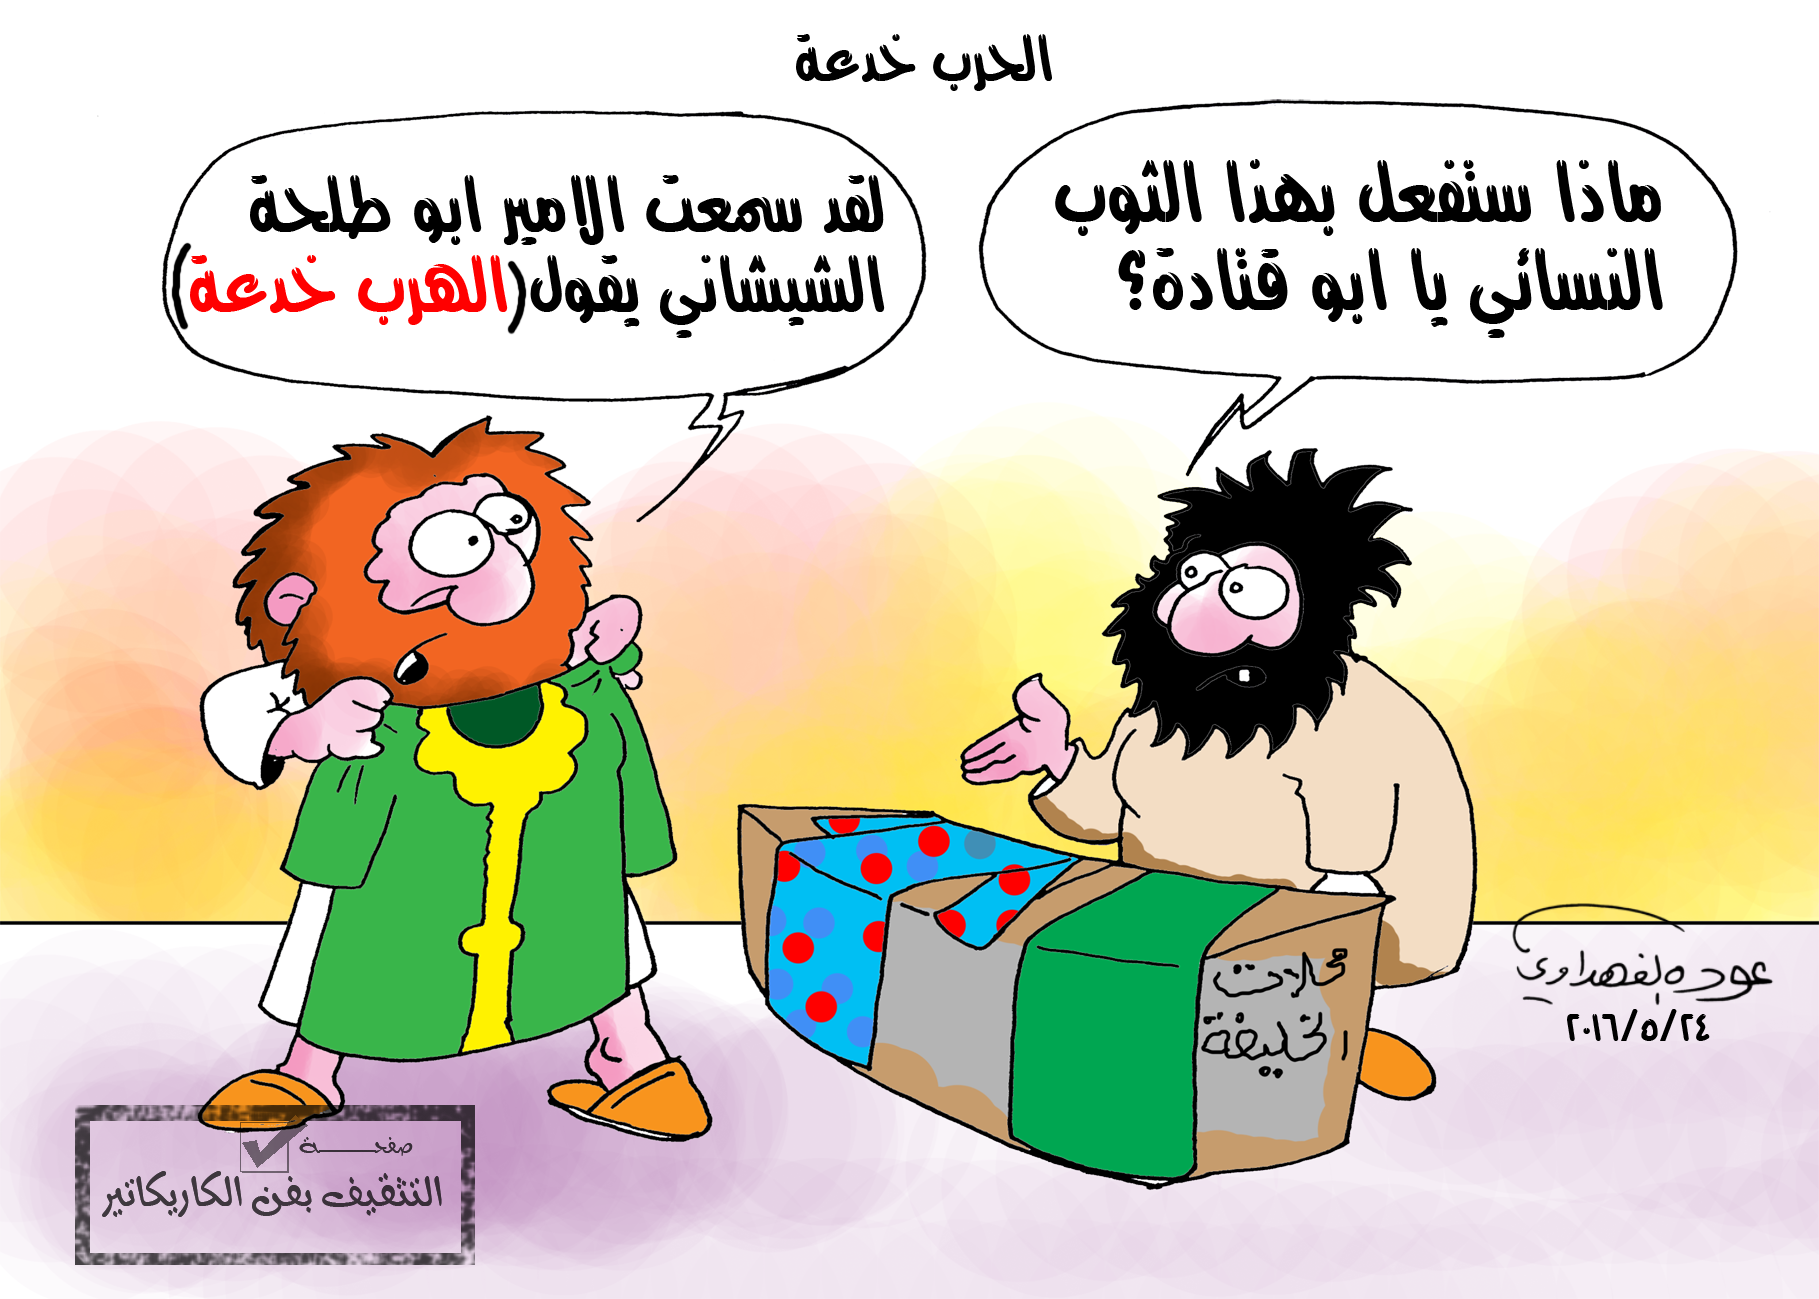 الحرب خدعة
ماذا ستفعل بهذا الثوب
النسائي يا ابو قتادة؟
لقد سمعت الامير ابو طلحة
الشيشاني يقول(الهرب خدعة)
محلات
الخليفة
عوده الفهداوي
٢٠١٦/٥/٢٤
صفحـــــة
التثقيف بفن الكاريكاتير